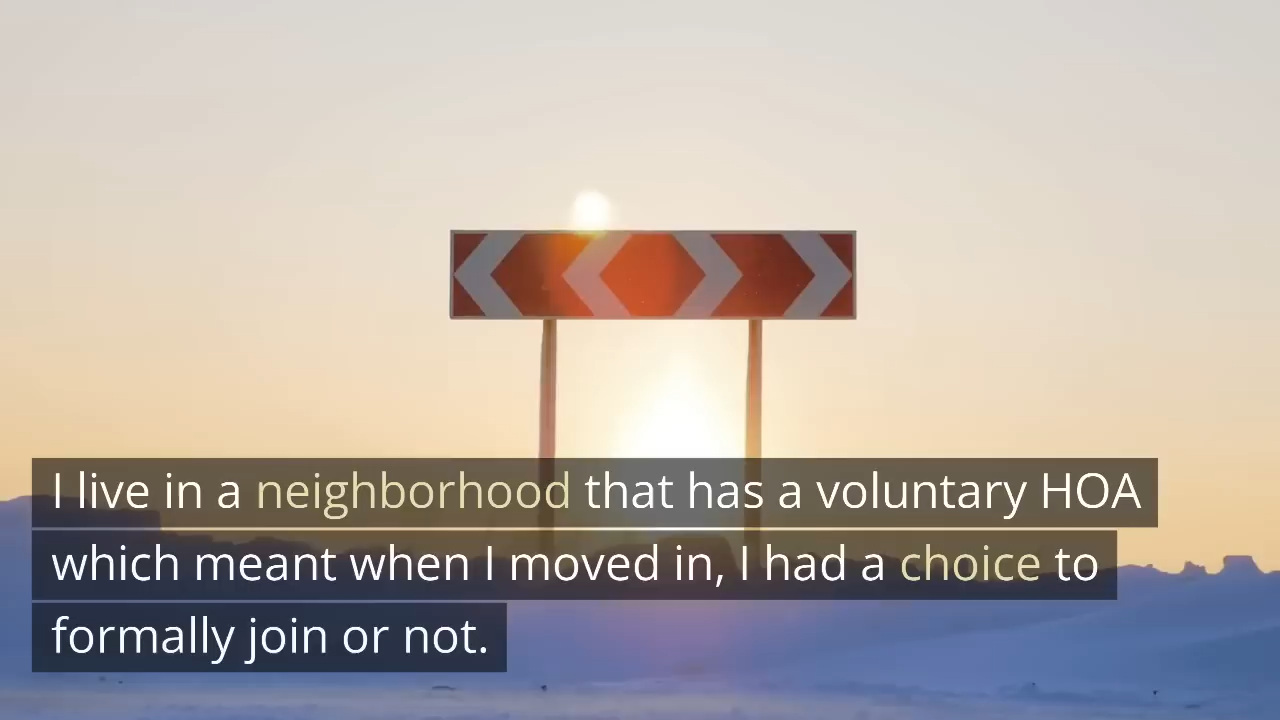 I live in a neighborhood that has a voluntary HOA
which meant when I moved in, I had a choice to
formally join or not.